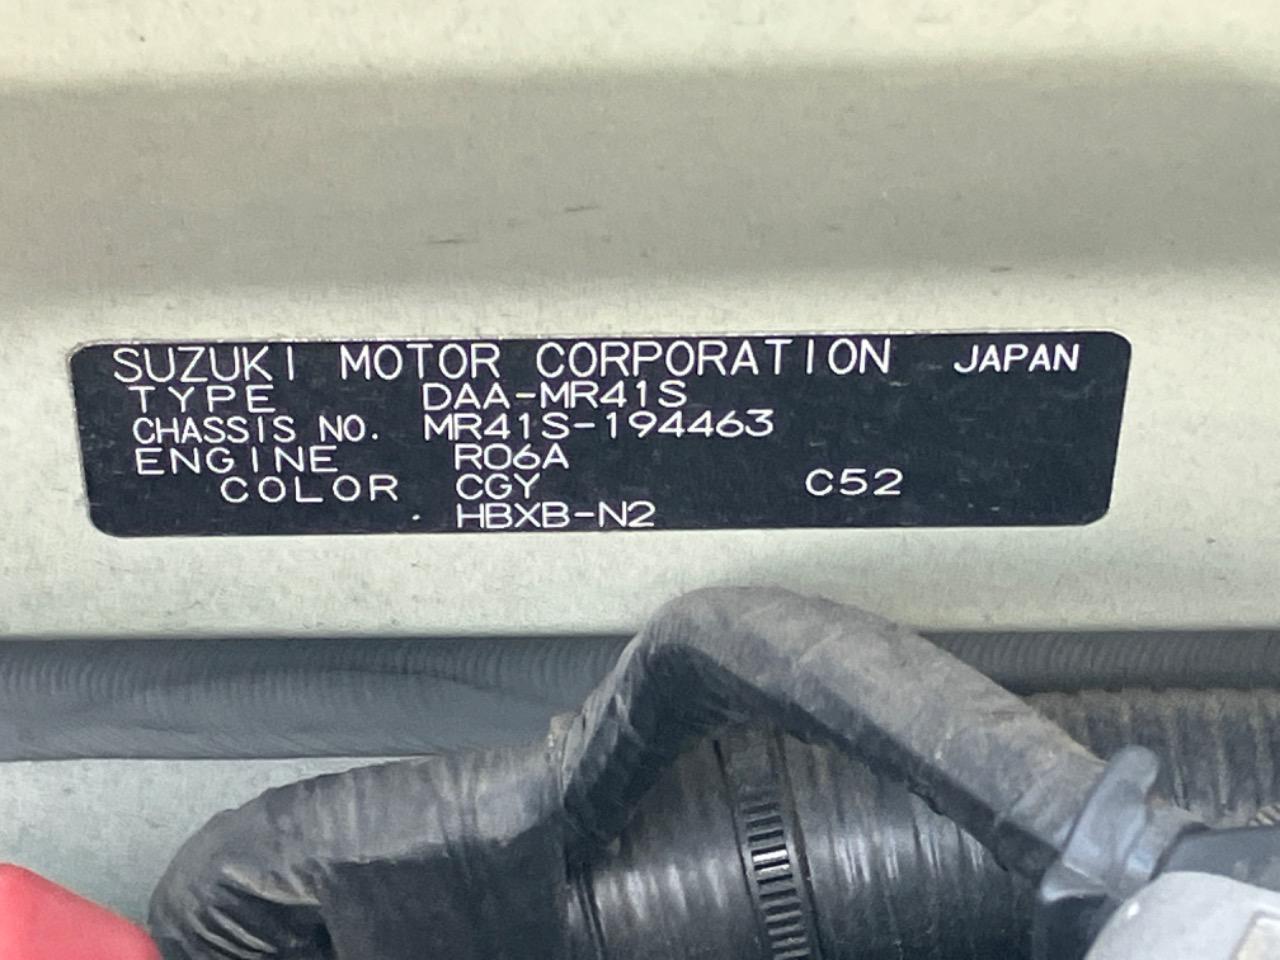 SUZUKI MOTOR CORPORATION JAPAN
TYPE DAA-MR41S
CHASSIS NO. MR41S-194463
ENGINE R06A
COLOR CGY C52
HBXB-N2